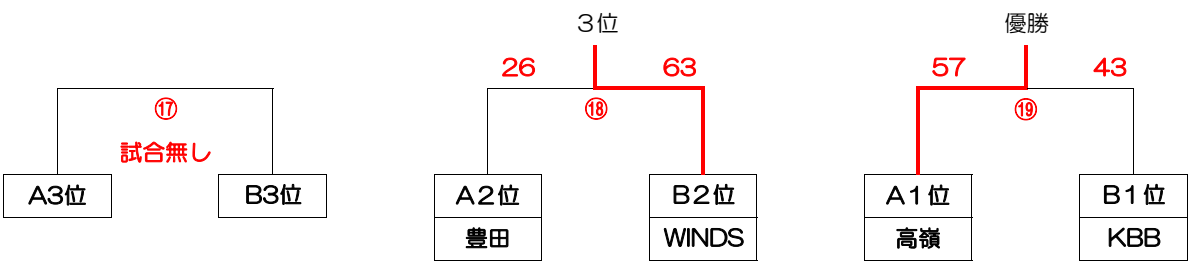 ３位
優勝
26
63
57
43
⑰
⑱
⑲
試合無し
A3位
B3位
A２位
B２位
A１位
B１位
豊田
WINDS
高嶺
KBB